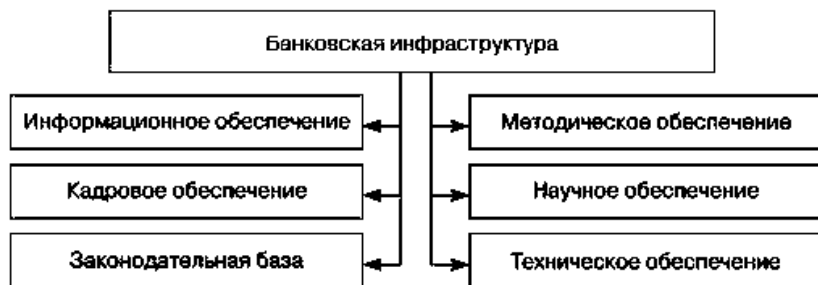 Банковская инфраструктура
Информационное обеспечение
Методическое обеспечение
Кадровое обеспечение
Научное обеспечение
Законодательная база
Техническое обеспечение